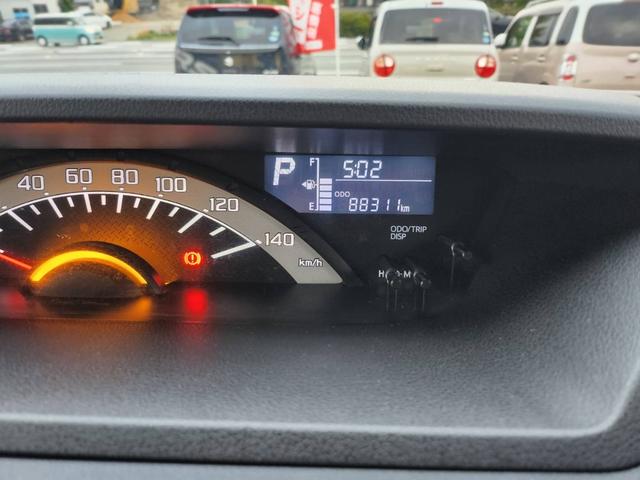 40 60 80 100 120 140
km/h
P
F
E
5:02
ODO
88311km
ODO/TRIP
DISP
H M